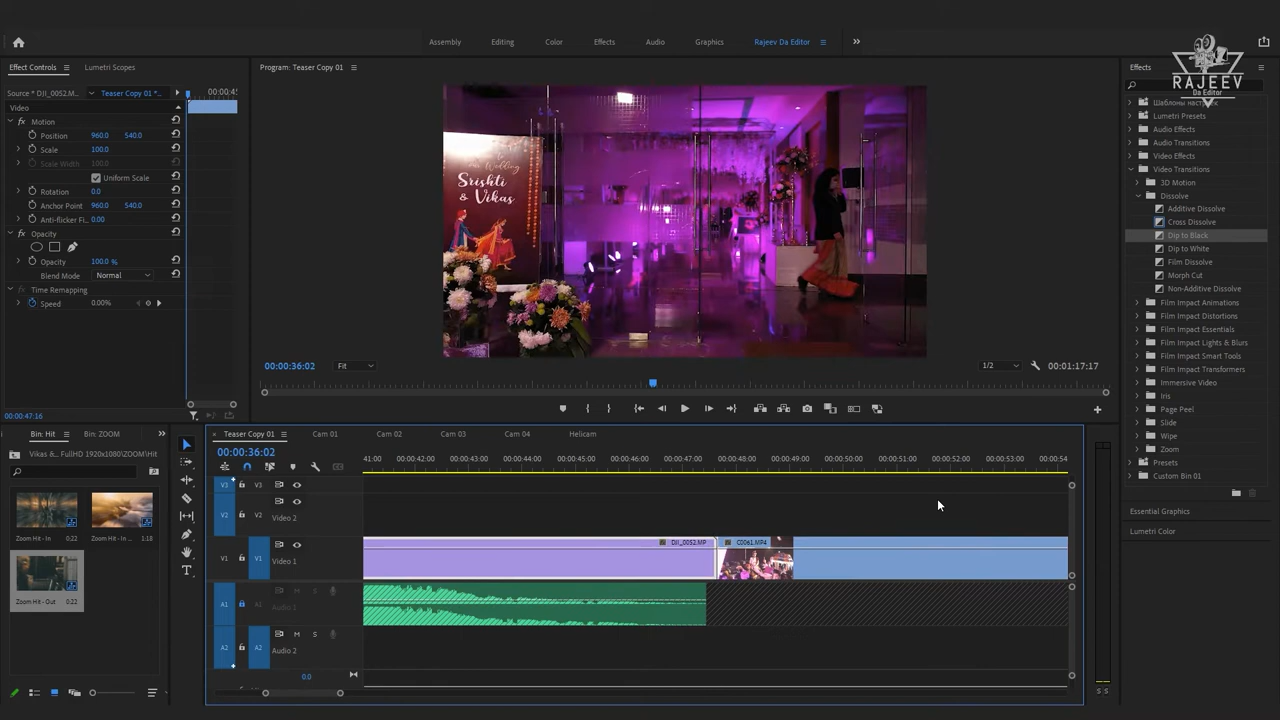 Assembly
Editing
Color
Effects
Audio
Graphics
Rajeev Da Editor
RAJEEV
Da Editor
Effect Controls
Lumetri Scopes
Program: Teaser Copy 01
Effects
Source * DJI_0052.M...
Teaser Copy 01 *...
00:00:45
Video
fx Motion
Position 960.0 540.0
Scale 100.0
Scale Width 100.0
Uniform Scale
Rotation 0.0
Anchor Point 960.0 540.0
Anti-flicker Fi... 0.00
fx Opacity
Opacity 100.0 %
Blend Mode Normal
Time Remapping
Speed 0.00%
00:00:47:16
Wedding
Srishti
& Vikas
00:00:36:02
Fit
1/2
00:01:17:17
Шаблоны настроек
Lumetri Presets
Audio Effects
Audio Transitions
Video Effects
Video Transitions
3D Motion
Dissolve
Additive Dissolve
Cross Dissolve
Dip to Black
Dip to White
Film Dissolve
Morph Cut
Non-Additive Dissolve
Film Impact Animations
Film Impact Distortions
Film Impact Essentials
Film Impact Lights & Blurs
Film Impact Smart Tools
Film Impact Transformers
Immersive Video
Iris
Page Peel
Slide
Wipe
Zoom
Presets
Custom Bin 01
Essential Graphics
Lumetri Color
Bin: Hit
Bin: ZOOM
Vikas &... FullHD 1920x1080\ZOOM\Hit
Zoom Hit - In 0:22
Zoom Hit - In ... 1:18
Zoom Hit - Out 0:22
Teaser Copy 01
Cam 01
Cam 02
Cam 03
Cam 04
Helicam
00:00:36:02
41:00 00:00:42:00 00:00:43:00 00:00:44:00 00:00:45:00 00:00:46:00 00:00:47:00 00:00:48:00 00:00:49:00 00:00:50:00 00:00:51:00 00:00:52:00 00:00:53:00 00:00:54
V3 V3
V2 V2 Video 2
V1 V1 Video 1
DJI_0052.MP
C0061.MP4
A1 A1 M S Audio 1
A2 A2 M S Audio 2
0.0
S S